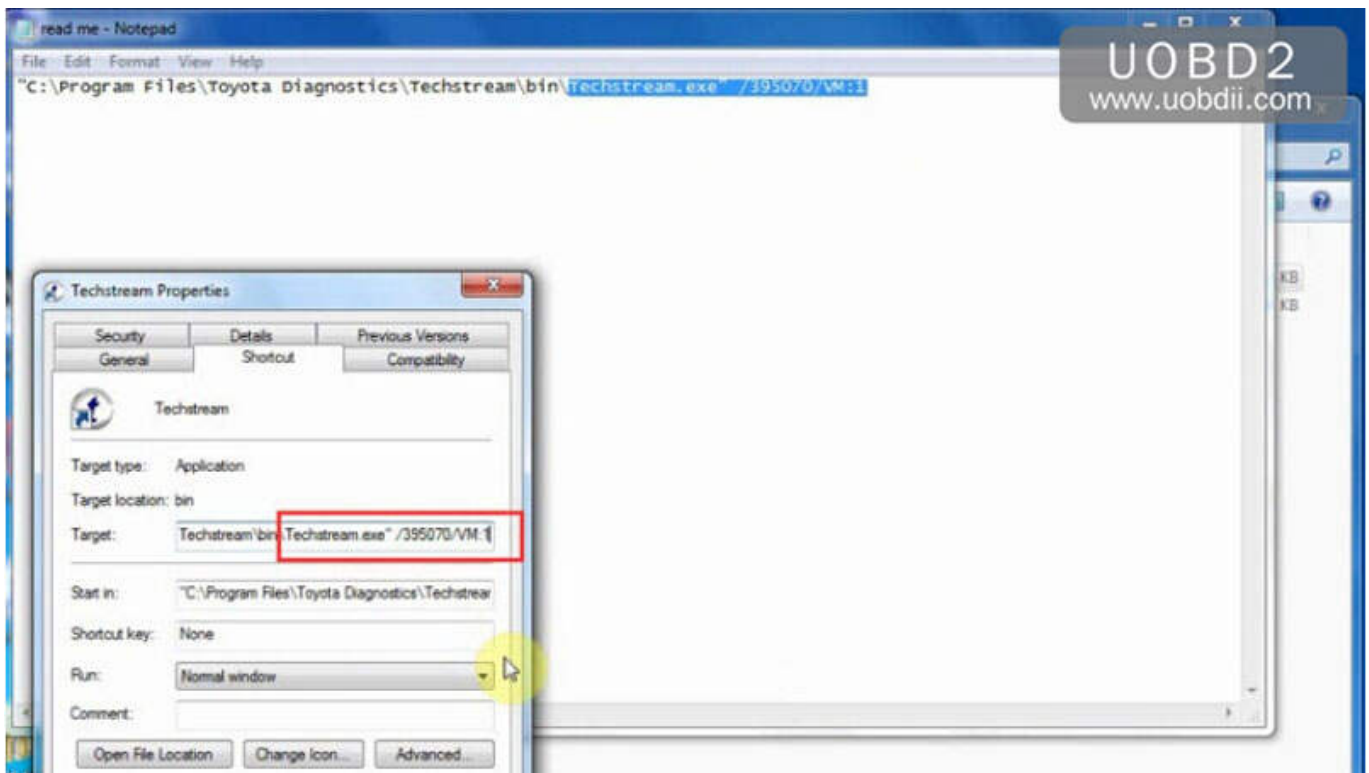 read me - Notepad
File Edit Format View Help
"C:\Program Files\Toyota Diagnostics\Techstream\bin\Techstream.exe" /395070/VM:1
UOBD2
www.uobdii.com
KB
KB
Techstream Properties
Security Details Previous Versions
General Shortcut Compatibility
Techstream
Target type: Application
Target location: bin
Target: Techstream\bin\Techstream.exe" /395070/VM:1
Start in: "C:\Program Files\Toyota Diagnostics\Techstrear
Shortcut key: None
Run: Normal window
Comment:
Open File Location Change Icon... Advanced...